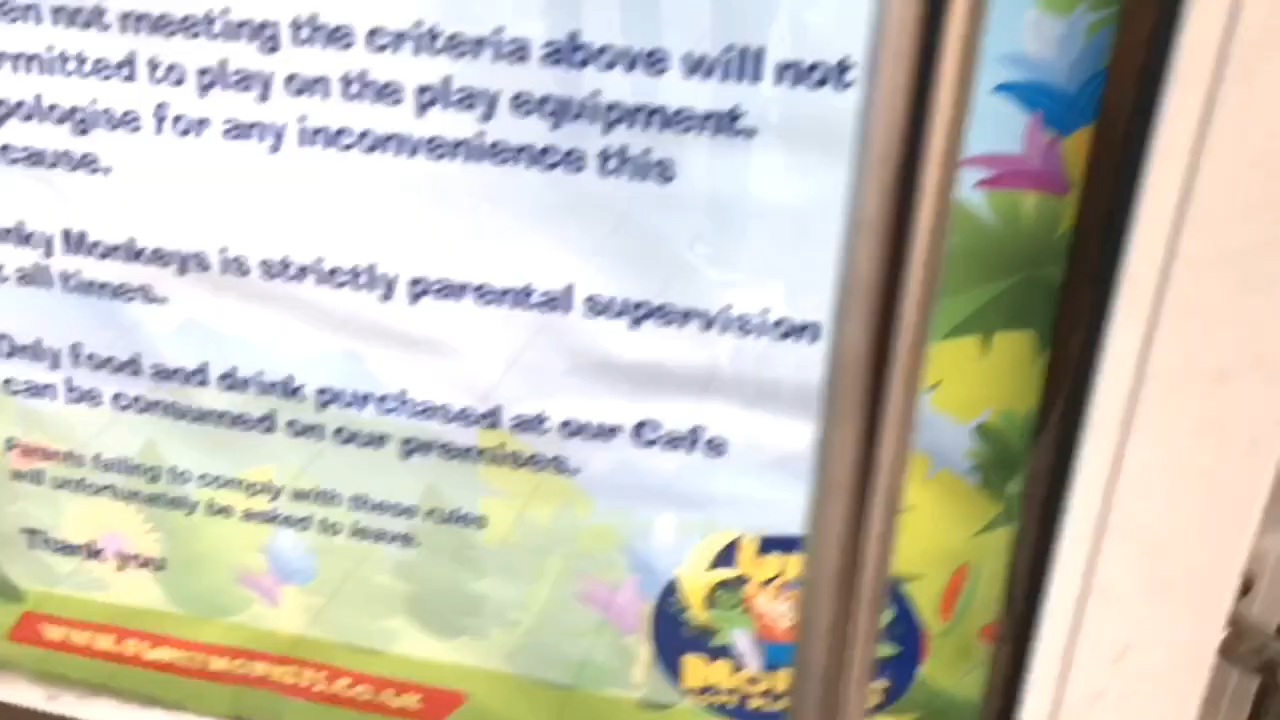 en not meeting the criteria above will not
rmitted to play on the play equipment.
pologise for any inconvenience this
cause.
nky Monkeys is strictly parental supervision
all times.
Only food and drink purchased at our Cafe
can be consumed on our premises.
Parents failing to comply with these rules
will unfortunately be asked to leave.
Thank you